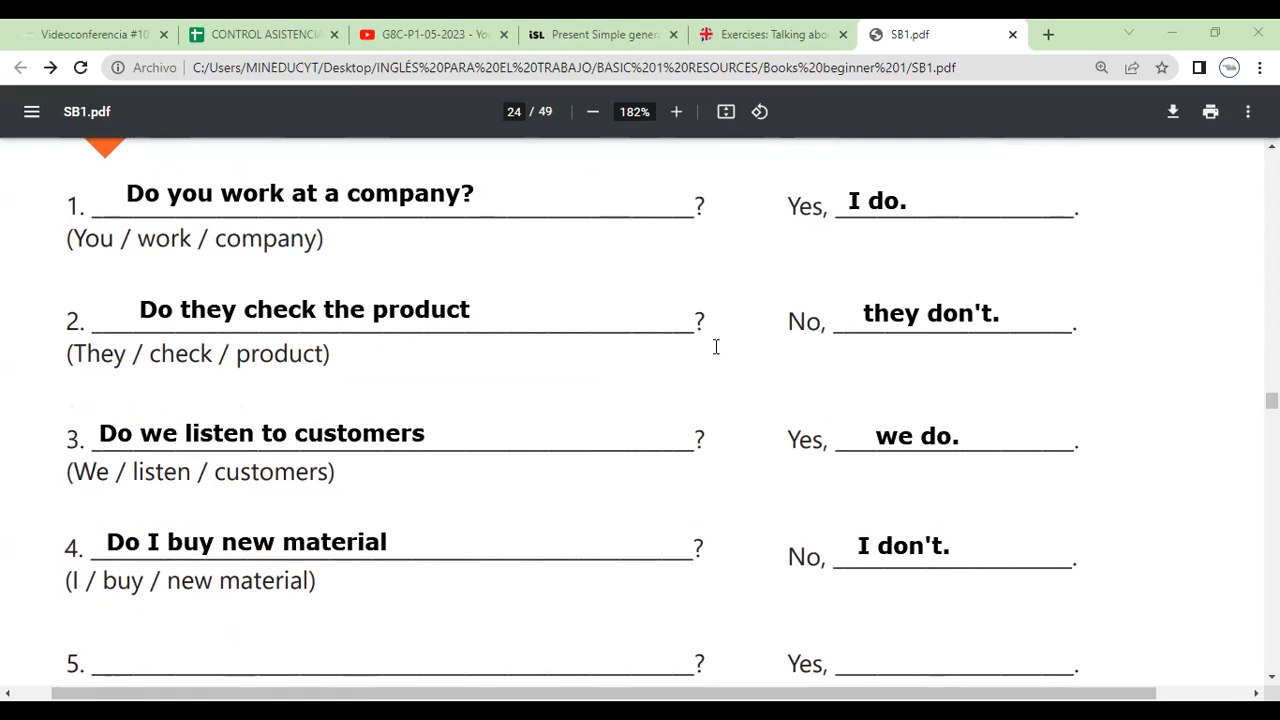 Videoconferencia #10
CONTROL ASISTENCIA
G8C-P1-05-2023 - You
iSL Present Simple gener
Exercises: Talking abou
SB1.pdf
Archivo C:/Users/MINEDUCYT/Desktop/INGLÉS%20PARA%20EL%20TRABAJO/BASIC%201%20RESOURCES/Books%20beginner%201/SB1.pdf
SB1.pdf 24 / 49 182%
1. Do you work at a company? ? Yes, I do. .
(You / work / company)
2. Do they check the product ? No, they don't. .
(They / check / product)
3. Do we listen to customers ? Yes, we do. .
(We / listen / customers)
4. Do I buy new material ? No, I don't. .
(I / buy / new material)
5. ? Yes, .